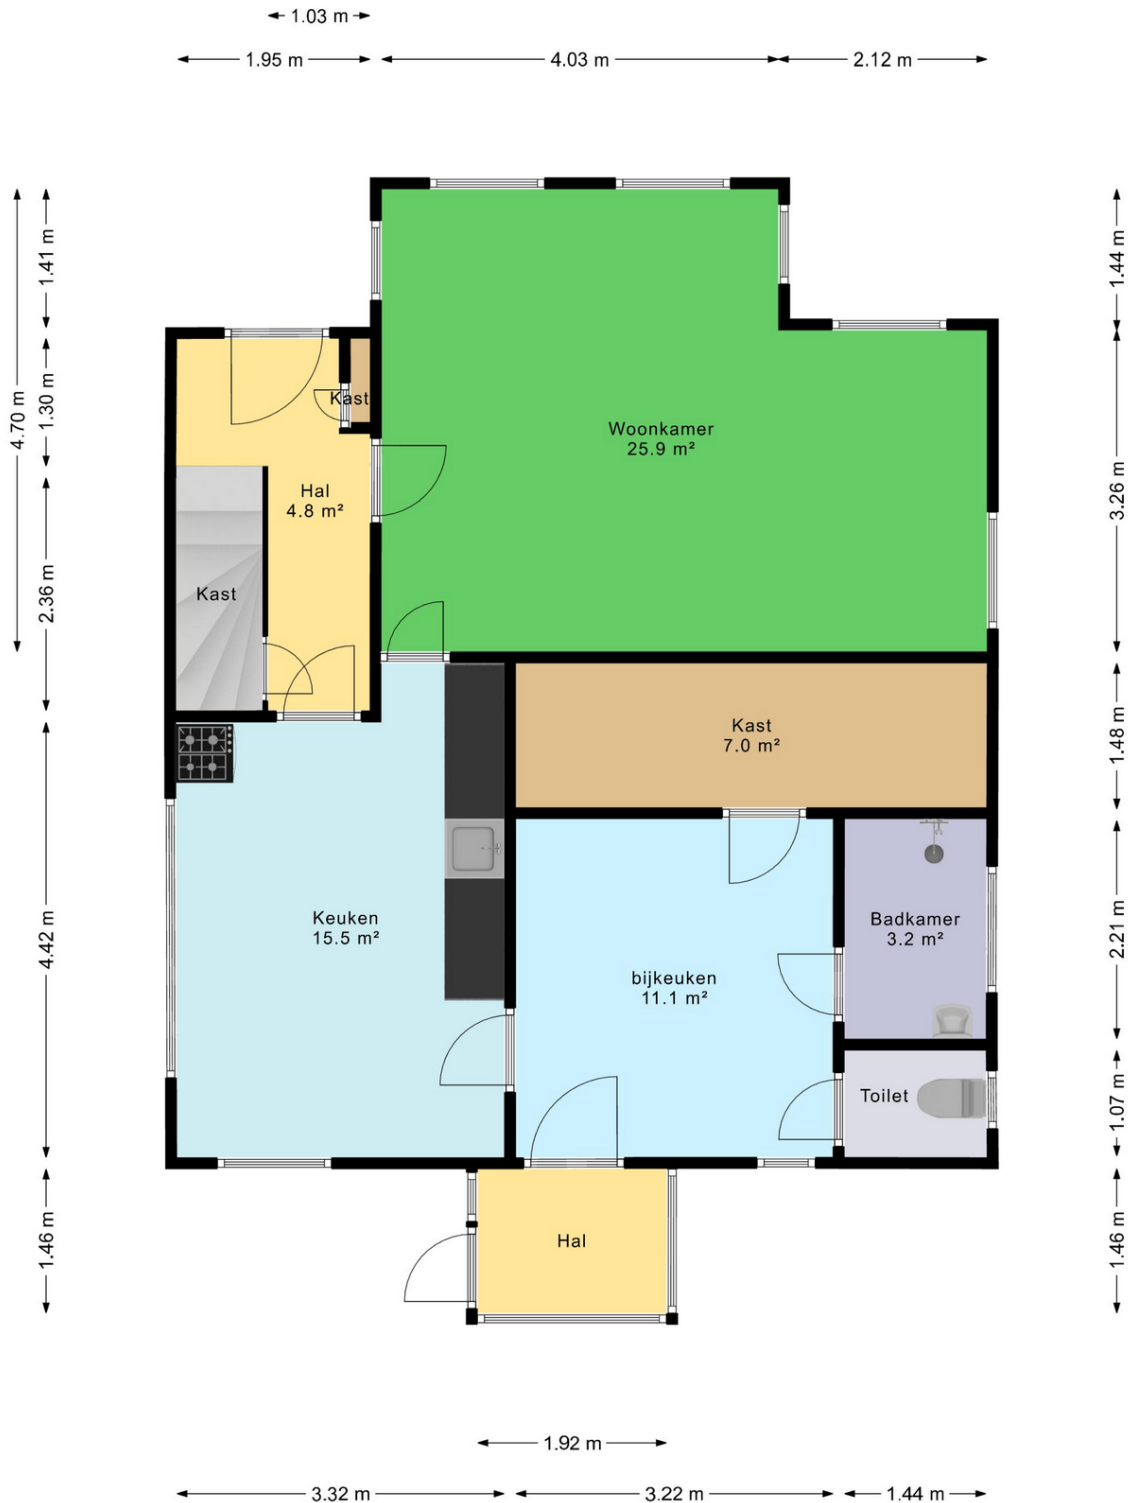 1.03 m
1.95 m
4.03 m
2.12 m
1.41 m
1.44 m
4.70 m
1.30 m
Kast
Woonkamer
25.9 m²
3.26 m
Hal
4.8 m²
2.36 m
Kast
Kast
7.0 m²
1.48 m
Keuken
15.5 m²
4.42 m
Badkamer
3.2 m²
2.21 m
bijkeuken
11.1 m²
Toilet
1.07 m
1.46 m
Hal
1.46 m
1.92 m
3.32 m
3.22 m
1.44 m